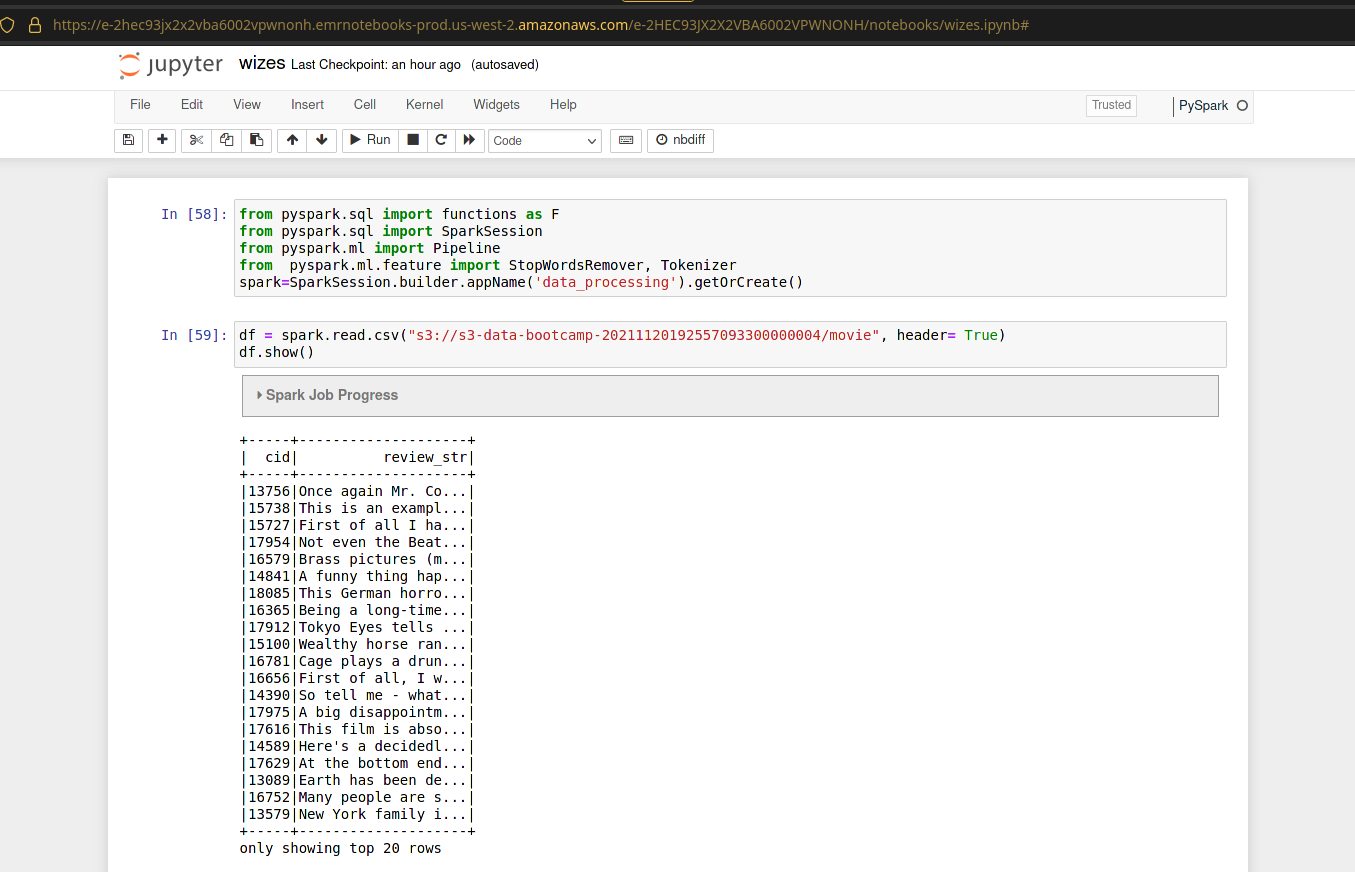 https://e-2hec93jx2x2vba6002vpwnonh.emrnotebooks-prod.us-west-2.amazonaws.com/e-2HEC93JX2X2VBA6002VPWNONH/notebooks/wizes.ipynb#
jupyter wizes Last Checkpoint: an hour ago (autosaved)
File Edit View Insert Cell Kernel Widgets Help Trusted PySpark
Run Code nbdiff
In [58]: from pyspark.sql import functions as F
from pyspark.sql import SparkSession
from pyspark.ml import Pipeline
from  pyspark.ml.feature import StopWordsRemover, Tokenizer
spark=SparkSession.builder.appName('data_processing').getOrCreate()
In [59]: df = spark.read.csv("s3://s3-data-bootcamp-20211120192557093300000004/movie", header= True)
df.show()
Spark Job Progress
+-----+--------------------+
|  cid|          review_str|
+-----+--------------------+
|13756|Once again Mr. Co...|
|15738|This is an exampl...|
|15727|First of all I ha...|
|17954|Not even the Beat...|
|16579|Brass pictures (m...|
|14841|A funny thing hap...|
|18085|This German horro...|
|16365|Being a long-time...|
|17912|Tokyo Eyes tells ...|
|15100|Wealthy horse ran...|
|16781|Cage plays a drun...|
|16656|First of all, I w...|
|14390|So tell me - what...|
|17975|A big disappointm...|
|17616|This film is abso...|
|14589|Here's a decidedl...|
|17629|At the bottom end...|
|13089|Earth has been de...|
|16752|Many people are s...|
|13579|New York family i...|
+-----+--------------------+
only showing top 20 rows